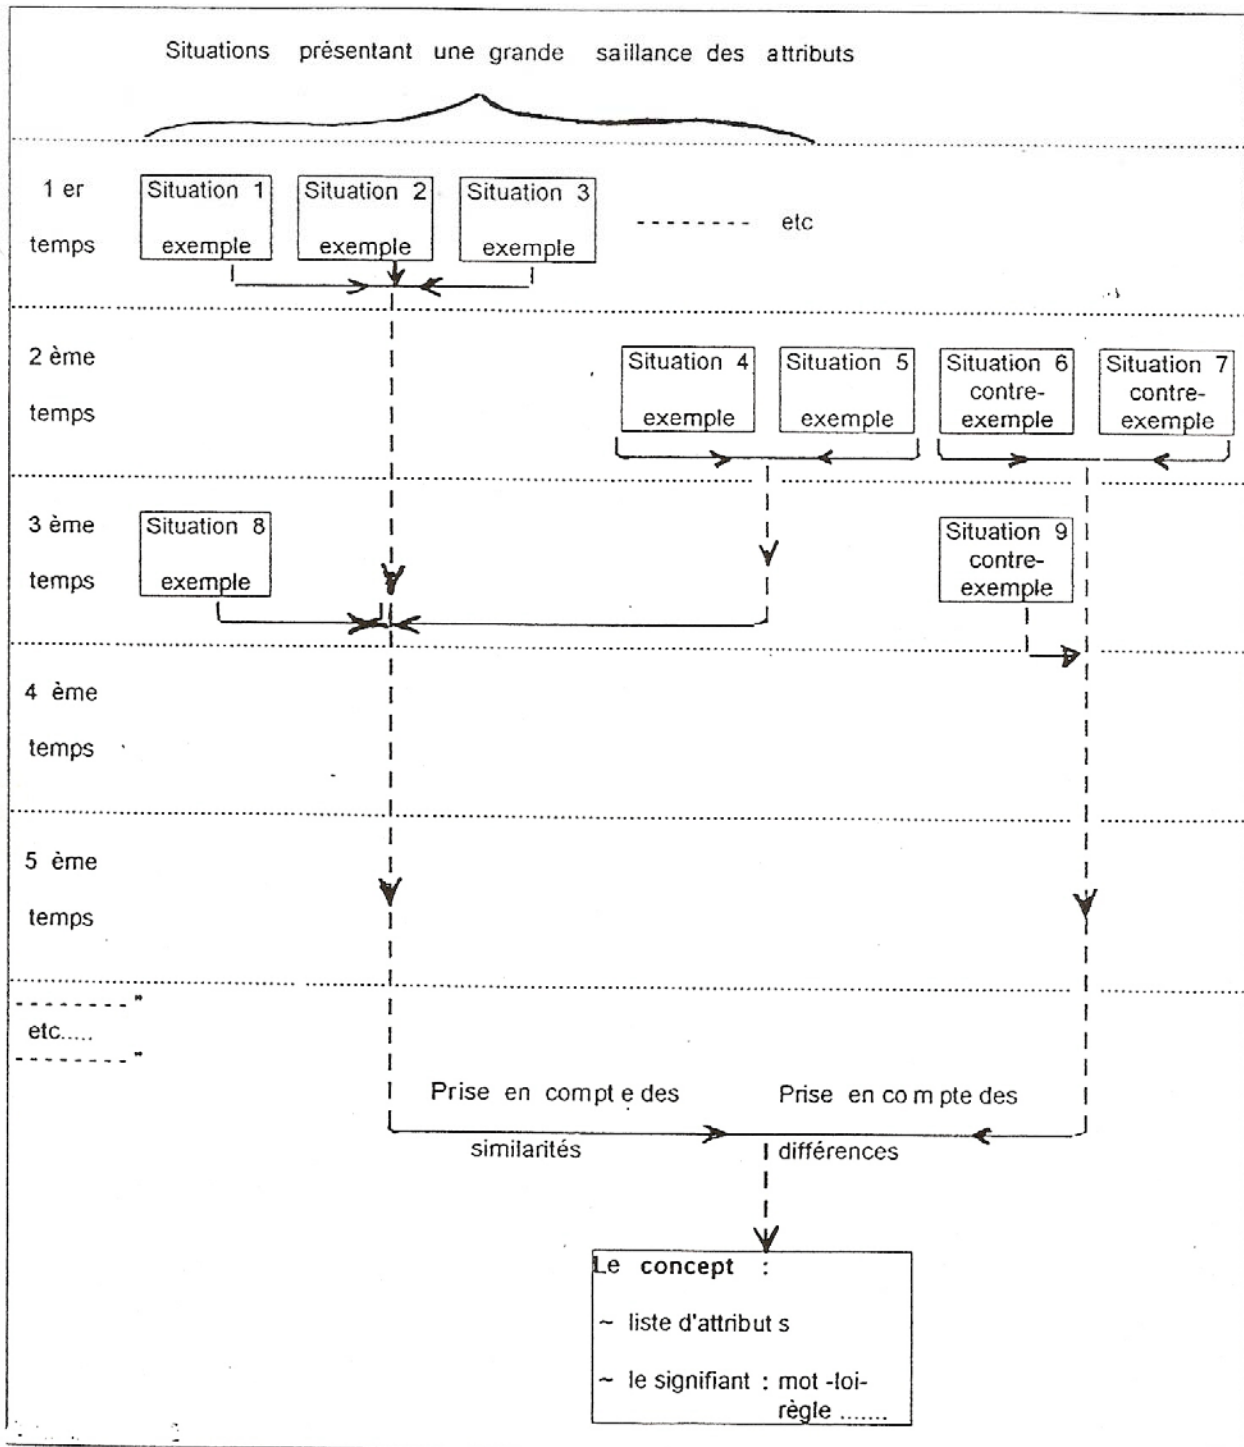 Situations présentant une grande saillance des attributs
1 er
temps
Situation 1
exemple
Situation 2
exemple
Situation 3
exemple
- - - - - - - - etc
2 ème
temps
Situation 4
exemple
Situation 5
exemple
Situation 6
contre-
exemple
Situation 7
contre-
exemple
3 ème
temps
Situation 8
exemple
Situation 9
contre-
exemple
4 ème
temps
5 ème
temps
- - - - - - - "
etc.....
- - - - - - - "
Prise en compte des
similarités
Prise en compte des
différences
Le concept :
~ liste d'attributs
~ le signifiant : mot -loi-
règle .......